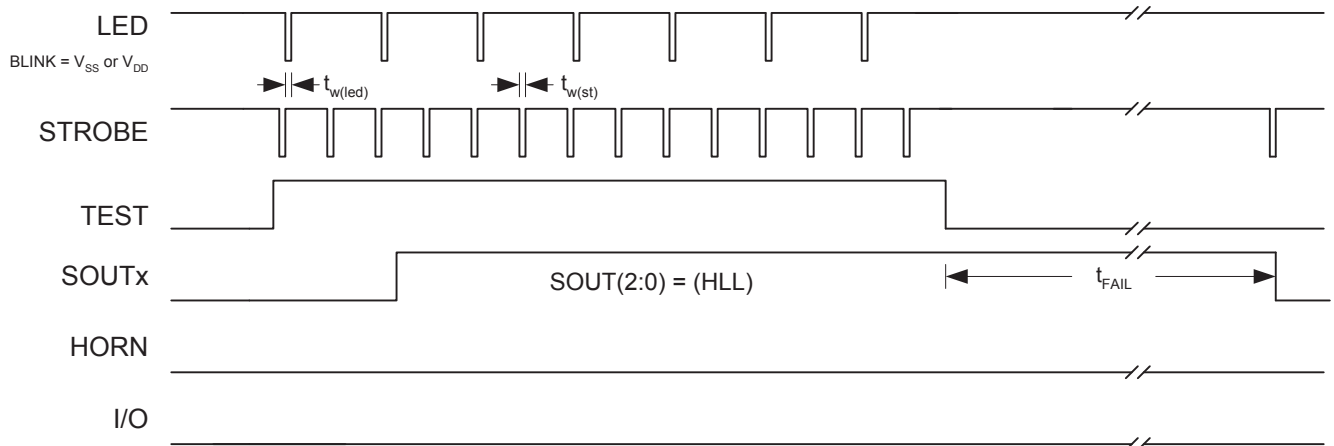 LED
BLINK = VSS or VDD
tw(led)
tw(st)
STROBE
TEST
SOUTx
SOUT(2:0) = (HLL)
tFAIL
HORN
I/O